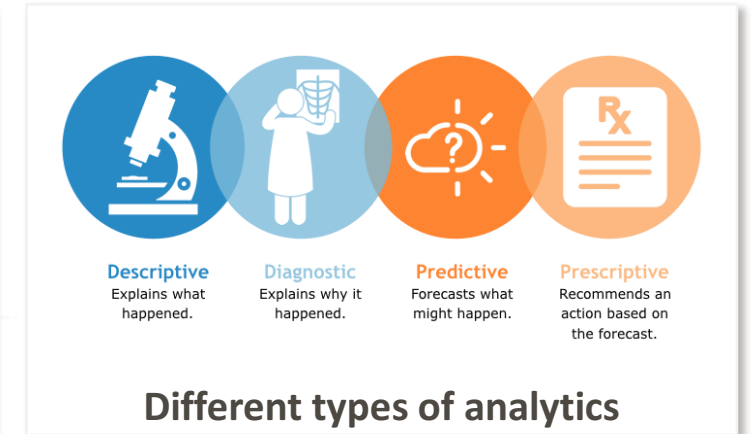 ?
Rx
Descriptive
Explains what
happened.
Diagnostic
Explains why it
happened.
Predictive
Forecasts what
might happen.
Prescriptive
Recommends an
action based on
the forecast.
Different types of analytics